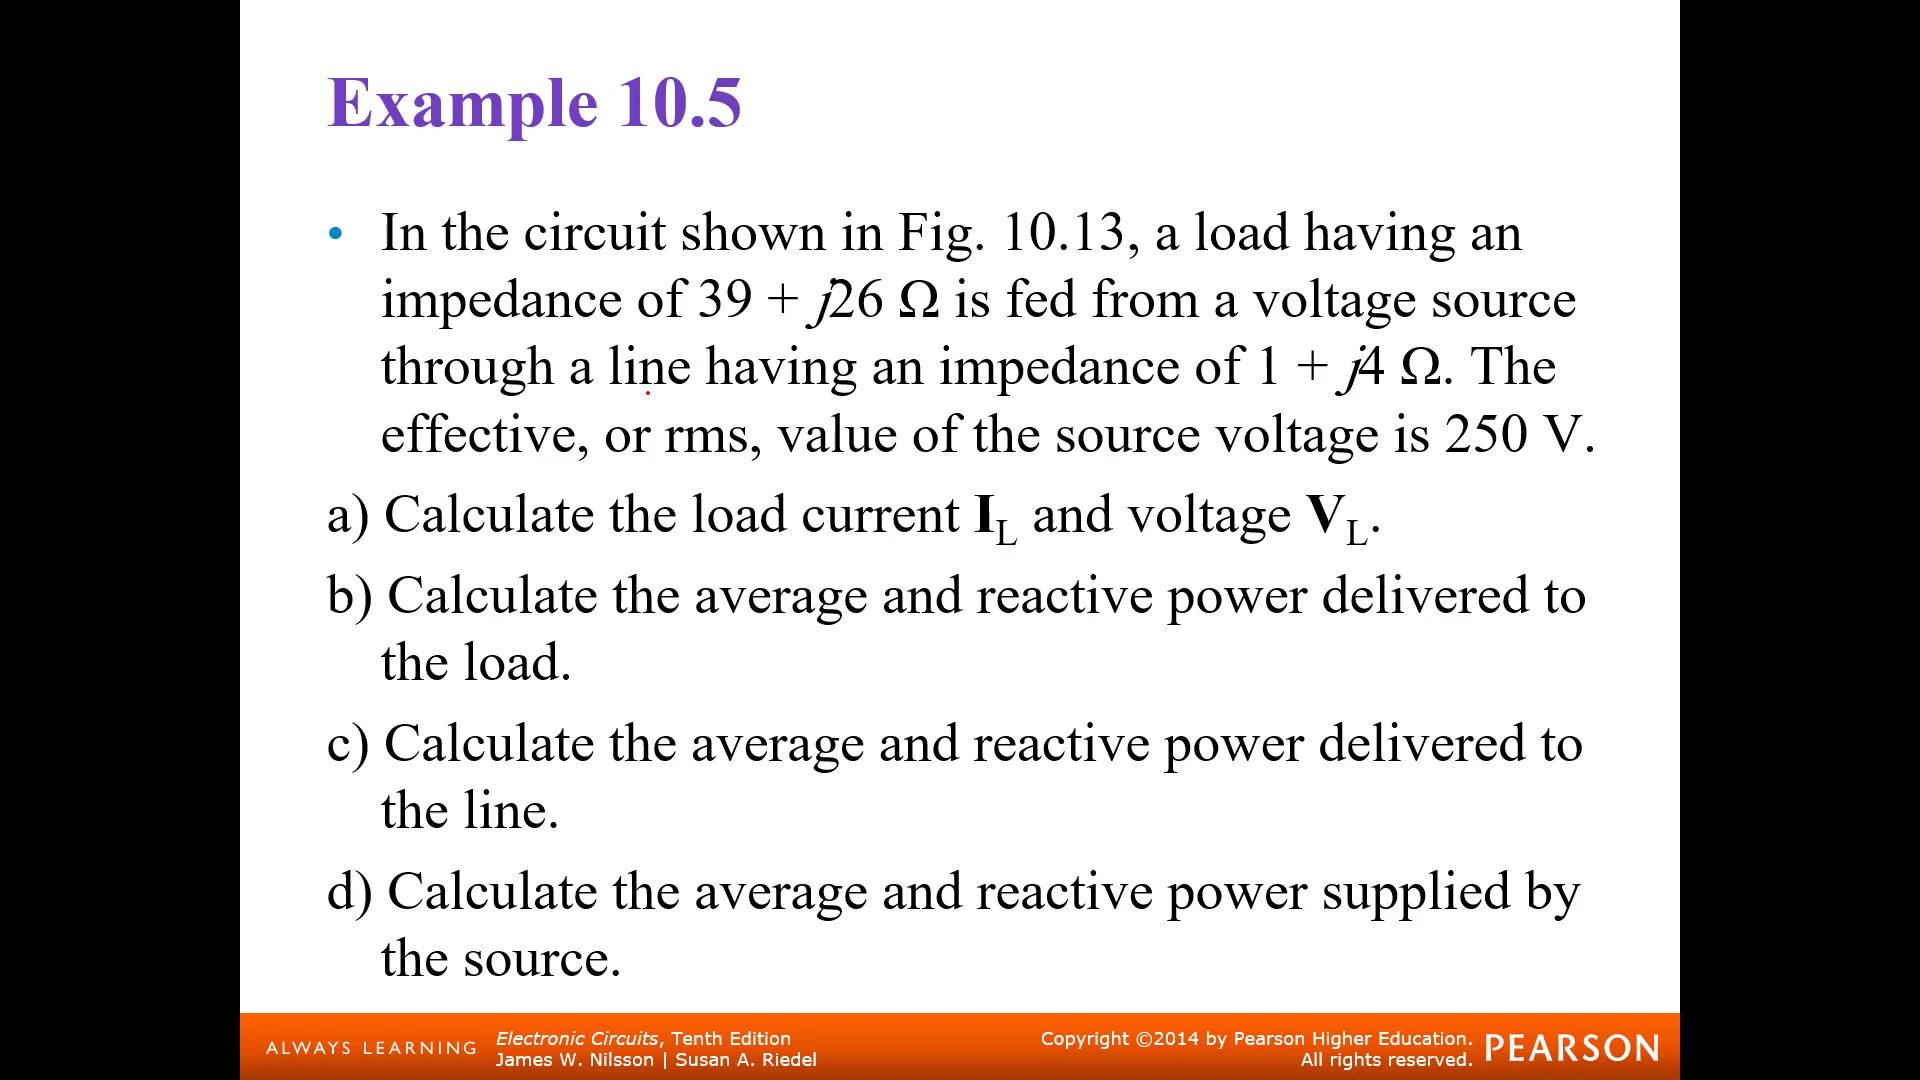 Example 10.5
• In the circuit shown in Fig. 10.13, a load having an
impedance of 39 + j26 Ω is fed from a voltage source
through a line having an impedance of 1 + j4 Ω. The
effective, or rms, value of the source voltage is 250 V.
a) Calculate the load current I_L and voltage V_L.
b) Calculate the average and reactive power delivered to
the load.
c) Calculate the average and reactive power delivered to
the line.
d) Calculate the average and reactive power supplied by
the source.
ALWAYS LEARNING
Electronic Circuits, Tenth Edition
James W. Nilsson | Susan A. Riedel
Copyright ©2014 by Pearson Higher Education.
All rights reserved.
PEARSON